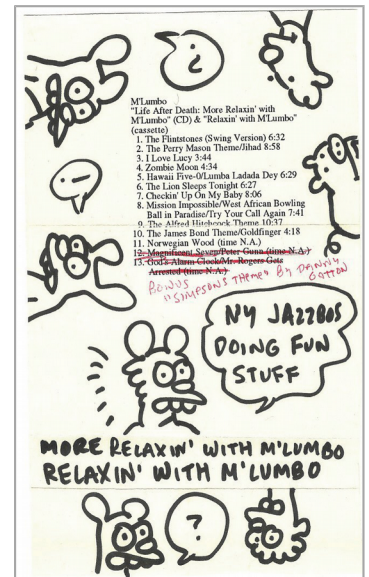 M'Lumbo
"Life After Death: More Relaxin' with
M'Lumbo" (CD) & "Relaxin' with M'Lumbo"
(cassette)
1. The Flintstones (Swing Version) 6:32
2. The Perry Mason Theme/Jihad 8:58
3. I Love Lucy 3:44
4. Zombie Moon 4:34
5. Hawaii Five-0/Lumba Ladada Dey 6:29
6. The Lion Sleeps Tonight 6:27
7. Checkin' Up On My Baby 8:06
8. Mission Impossible/West African Bowling
Ball in Paradise/Try Your Call Again 7:41
9. The Alfred Hitchcock Theme 10:37
10. The James Bond Theme/Goldfinger 4:18
11. Norwegian Wood (time N.A.)
12. Magnificent Seven/Peter Gunn (time N.A.)
13. God's Alarm Clock/Mr. Rogers Gets
Arrested (time N.A.)
BONUS
"SIMPSONS THEME" BY DANNY
GATTON
NY JAZZBOS
DOING FUN
STUFF
MORE RELAXIN' WITH M'LUMBO
RELAXIN' WITH M'LUMBO
?